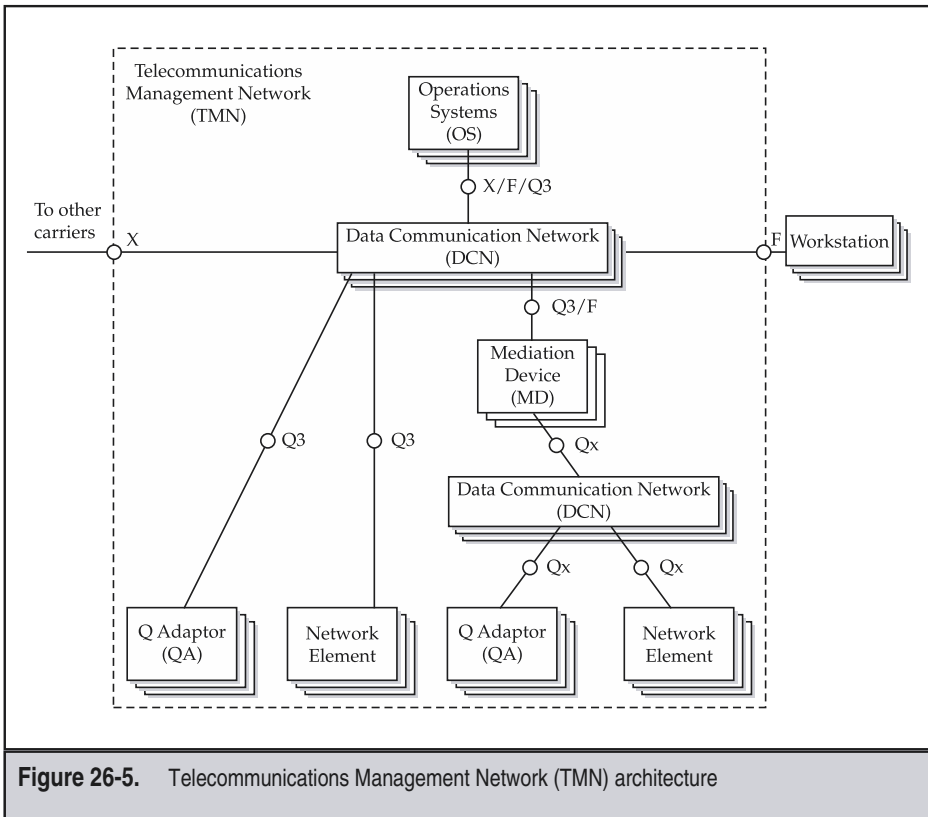 Telecommunications
Management Network
(TMN)
Operations
Systems
(OS)
X/F/Q3
To other
carriers
X
Data Communication Network
(DCN)
F
Workstation
Q3/F
Mediation
Device
(MD)
Q3
Q3
Qx
Data Communication Network
(DCN)
Qx
Qx
Q Adaptor
(QA)
Network
Element
Q Adaptor
(QA)
Network
Element
Figure 26-5. Telecommunications Management Network (TMN) architecture